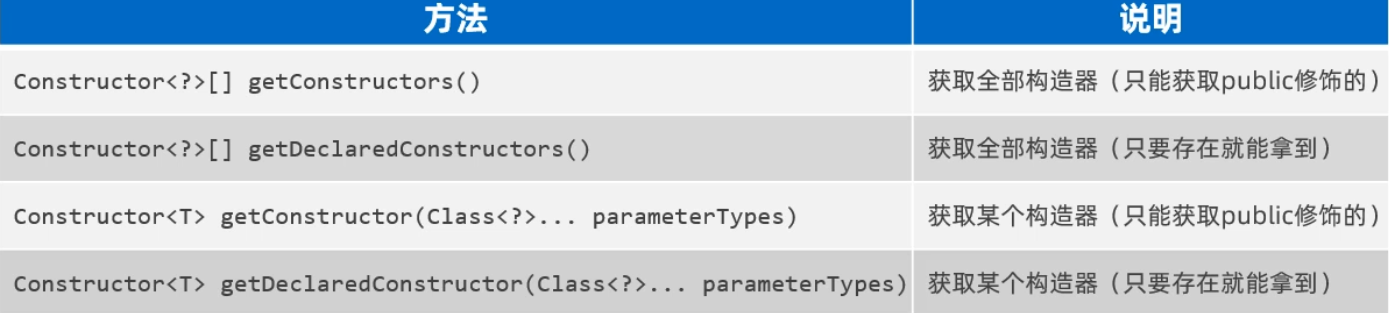 方法 说明
Constructor<?>[] getConstructors() 获取全部构造器（只能获取public修饰的）
Constructor<?>[] getDeclaredConstructors() 获取全部构造器（只要存在就能拿到）
Constructor<T> getConstructor(Class<?>... parameterTypes) 获取某个构造器（只能获取public修饰的）
Constructor<T> getDeclaredConstructor(Class<?>... parameterTypes) 获取某个构造器（只要存在就能拿到）